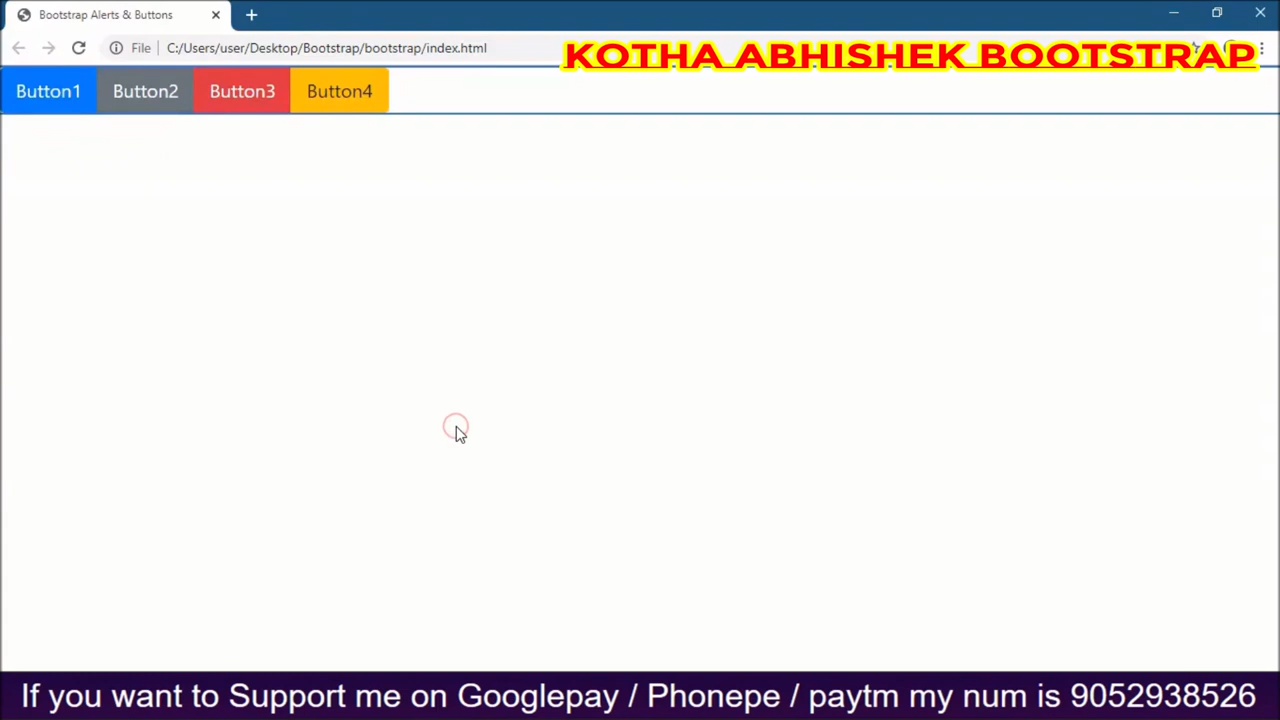 Bootstrap Alerts & Buttons
File C:/Users/user/Desktop/Bootstrap/bootstrap/index.html
KOTHA ABHISHEK BOOTSTRAP
Button1 Button2 Button3 Button4
If you want to Support me on Googlepay / Phonepe / paytm my num is 9052938526